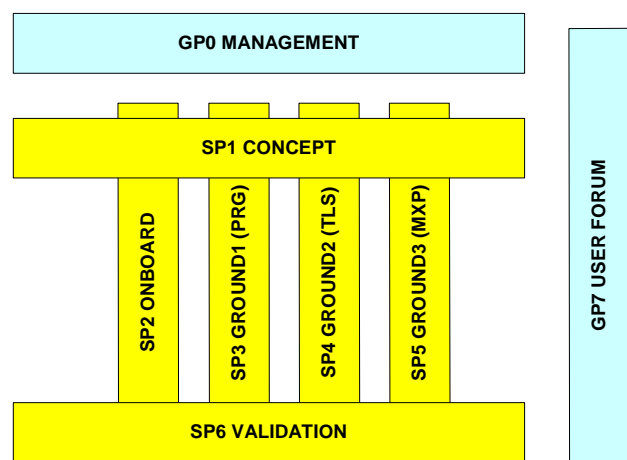 GP0 MANAGEMENT
SP1 CONCEPT
SP2 ONBOARD
SP3 GROUND1 (PRG)
SP4 GROUND2 (TLS)
SP5 GROUND3 (MXP)
SP6 VALIDATION
GP7 USER FORUM